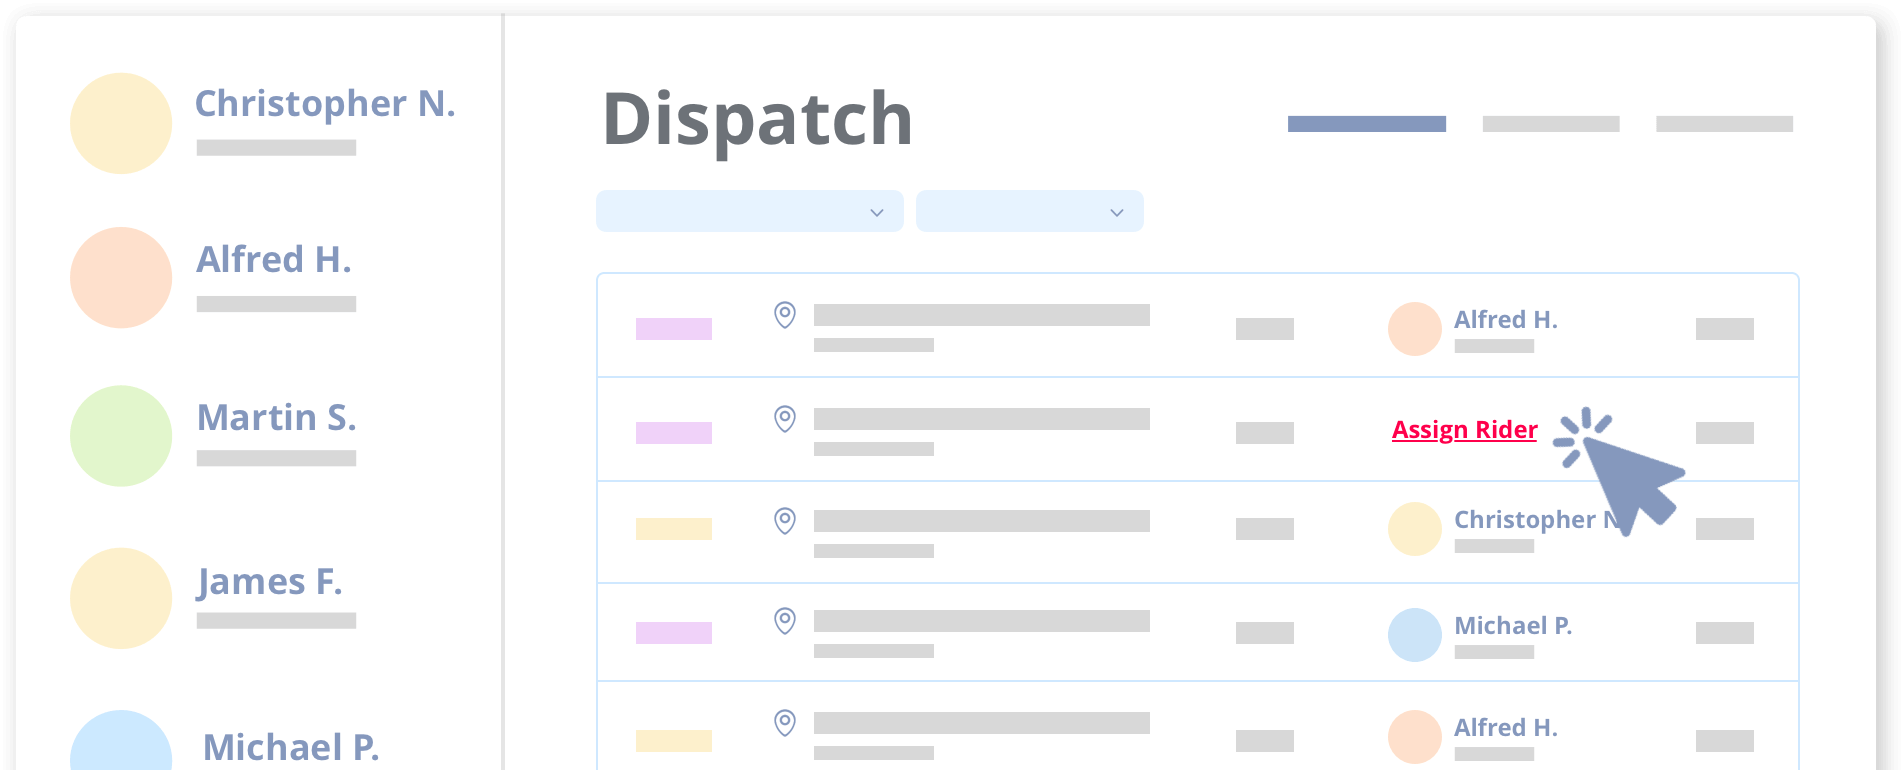 Christopher N.
Alfred H.
Martin S.
James F.
Michael P.
Dispatch
Alfred H.
Assign Rider
Christopher N
Michael P.
Alfred H.